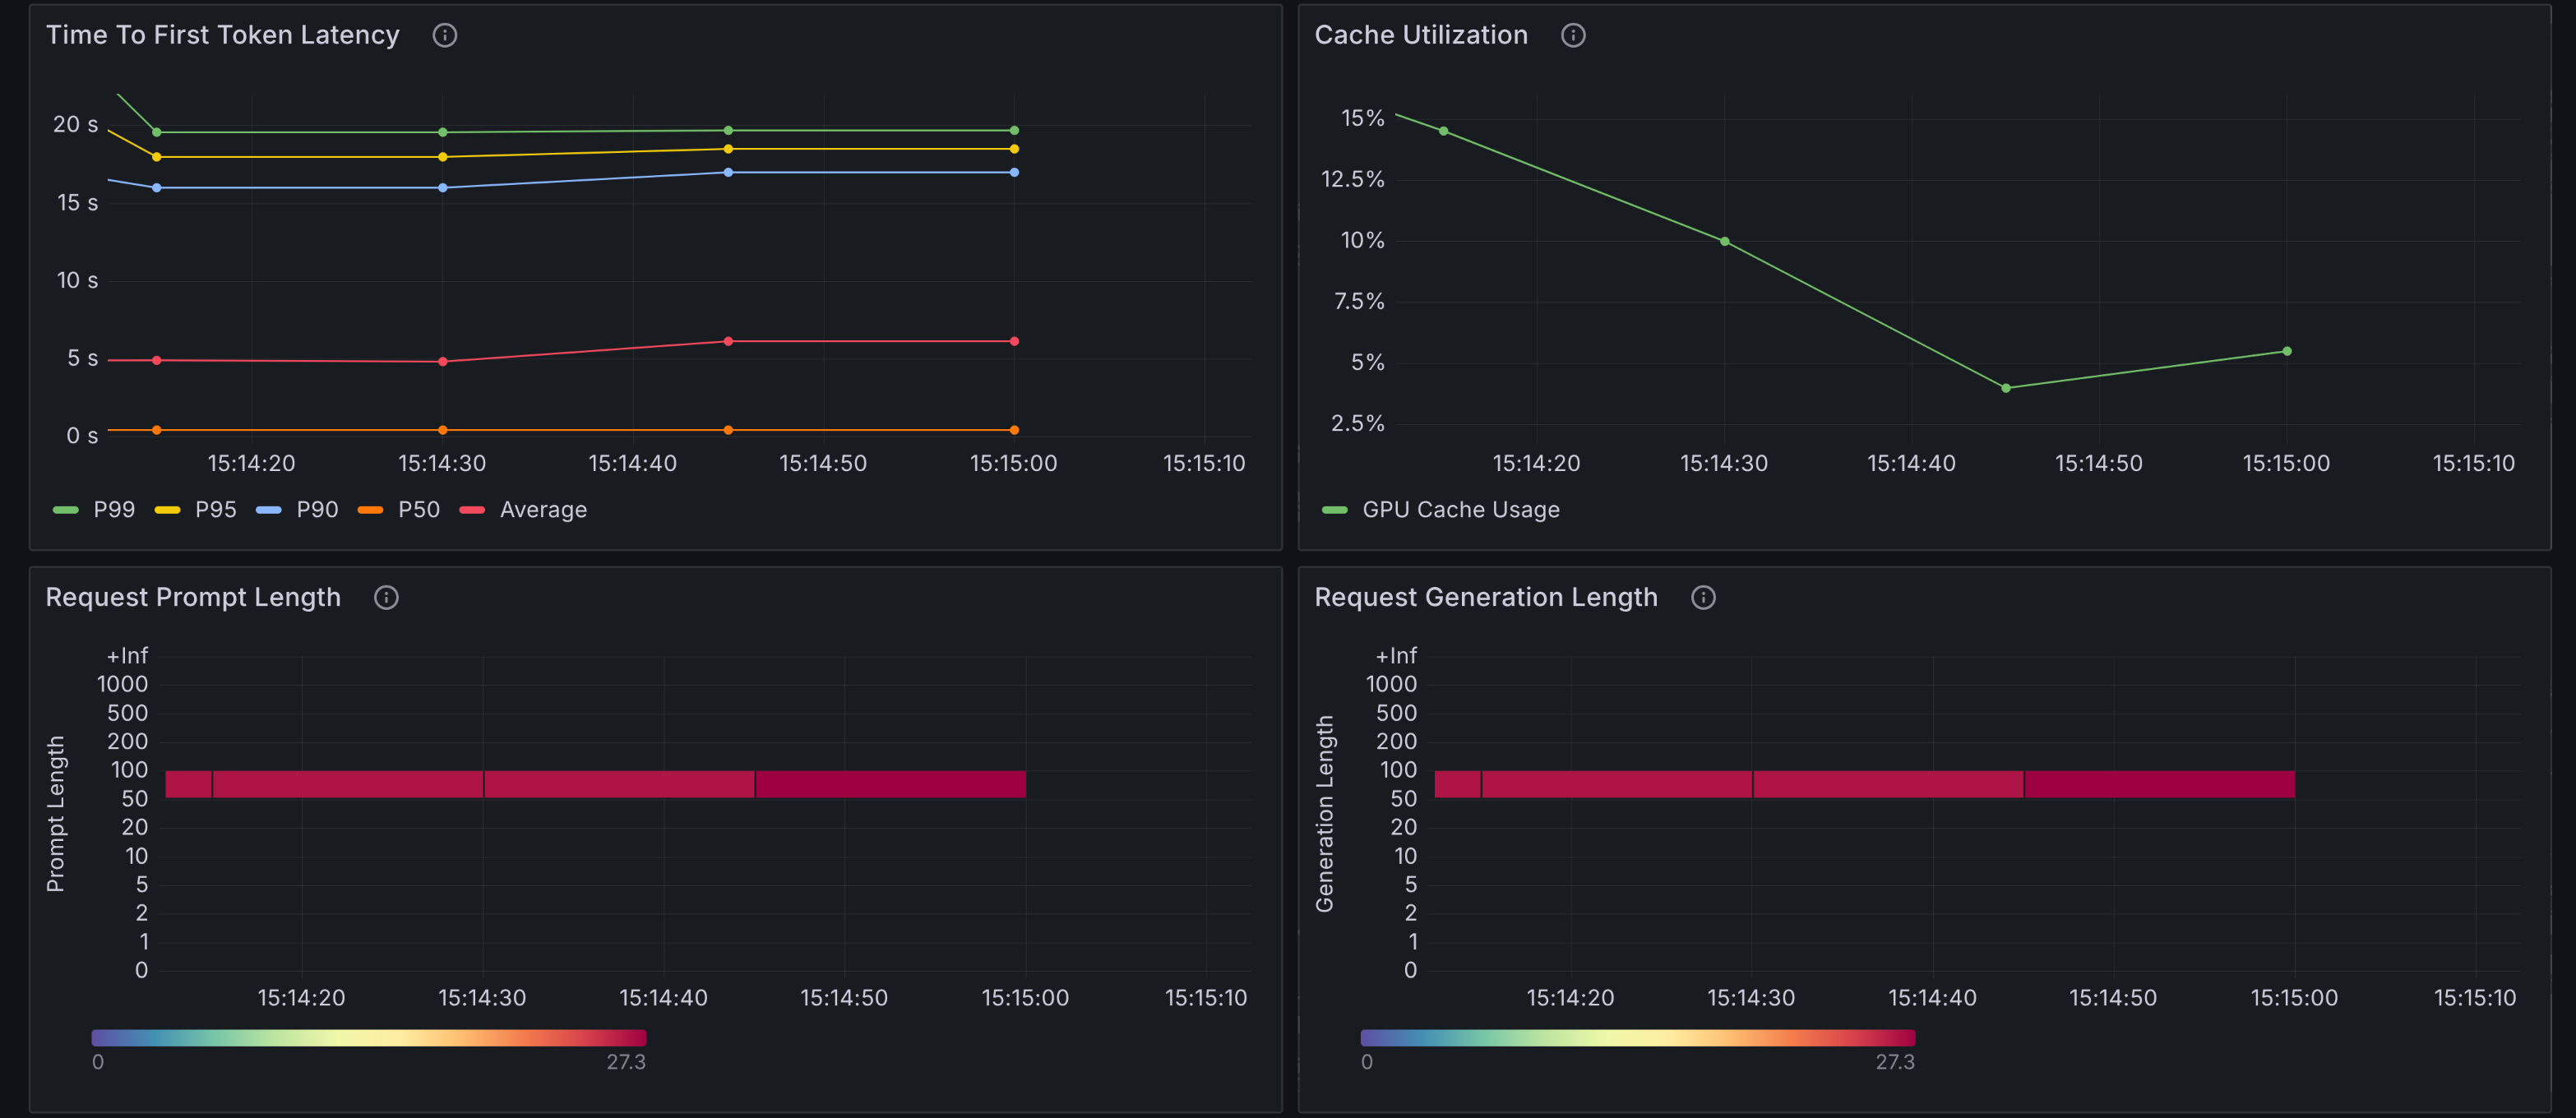 Time To First Token Latency
20 s
15 s
10 s
5 s
0 s
15:14:20 15:14:30 15:14:40 15:14:50 15:15:00 15:15:10
P99 P95 P90 P50 Average
Cache Utilization
15%
12.5%
10%
7.5%
5%
2.5%
15:14:20 15:14:30 15:14:40 15:14:50 15:15:00 15:15:10
GPU Cache Usage
Request Prompt Length
Prompt Length
+Inf
1000
500
200
100
50
20
10
5
2
1
0
15:14:20 15:14:30 15:14:40 15:14:50 15:15:00 15:15:10
0 27.3
Request Generation Length
Generation Length
+Inf
1000
500
200
100
50
20
10
5
2
1
0
15:14:20 15:14:30 15:14:40 15:14:50 15:15:00 15:15:10
0 27.3